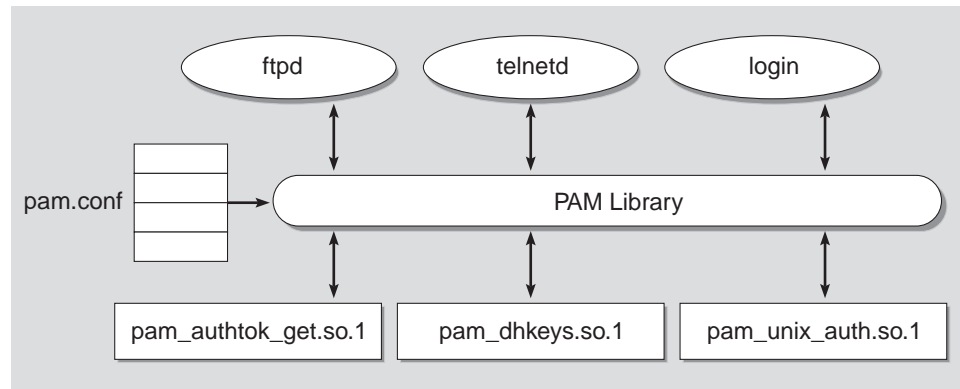 ftpd
telnetd
login
pam.conf
PAM Library
pam_authtok_get.so.1
pam_dhkeys.so.1
pam_unix_auth.so.1